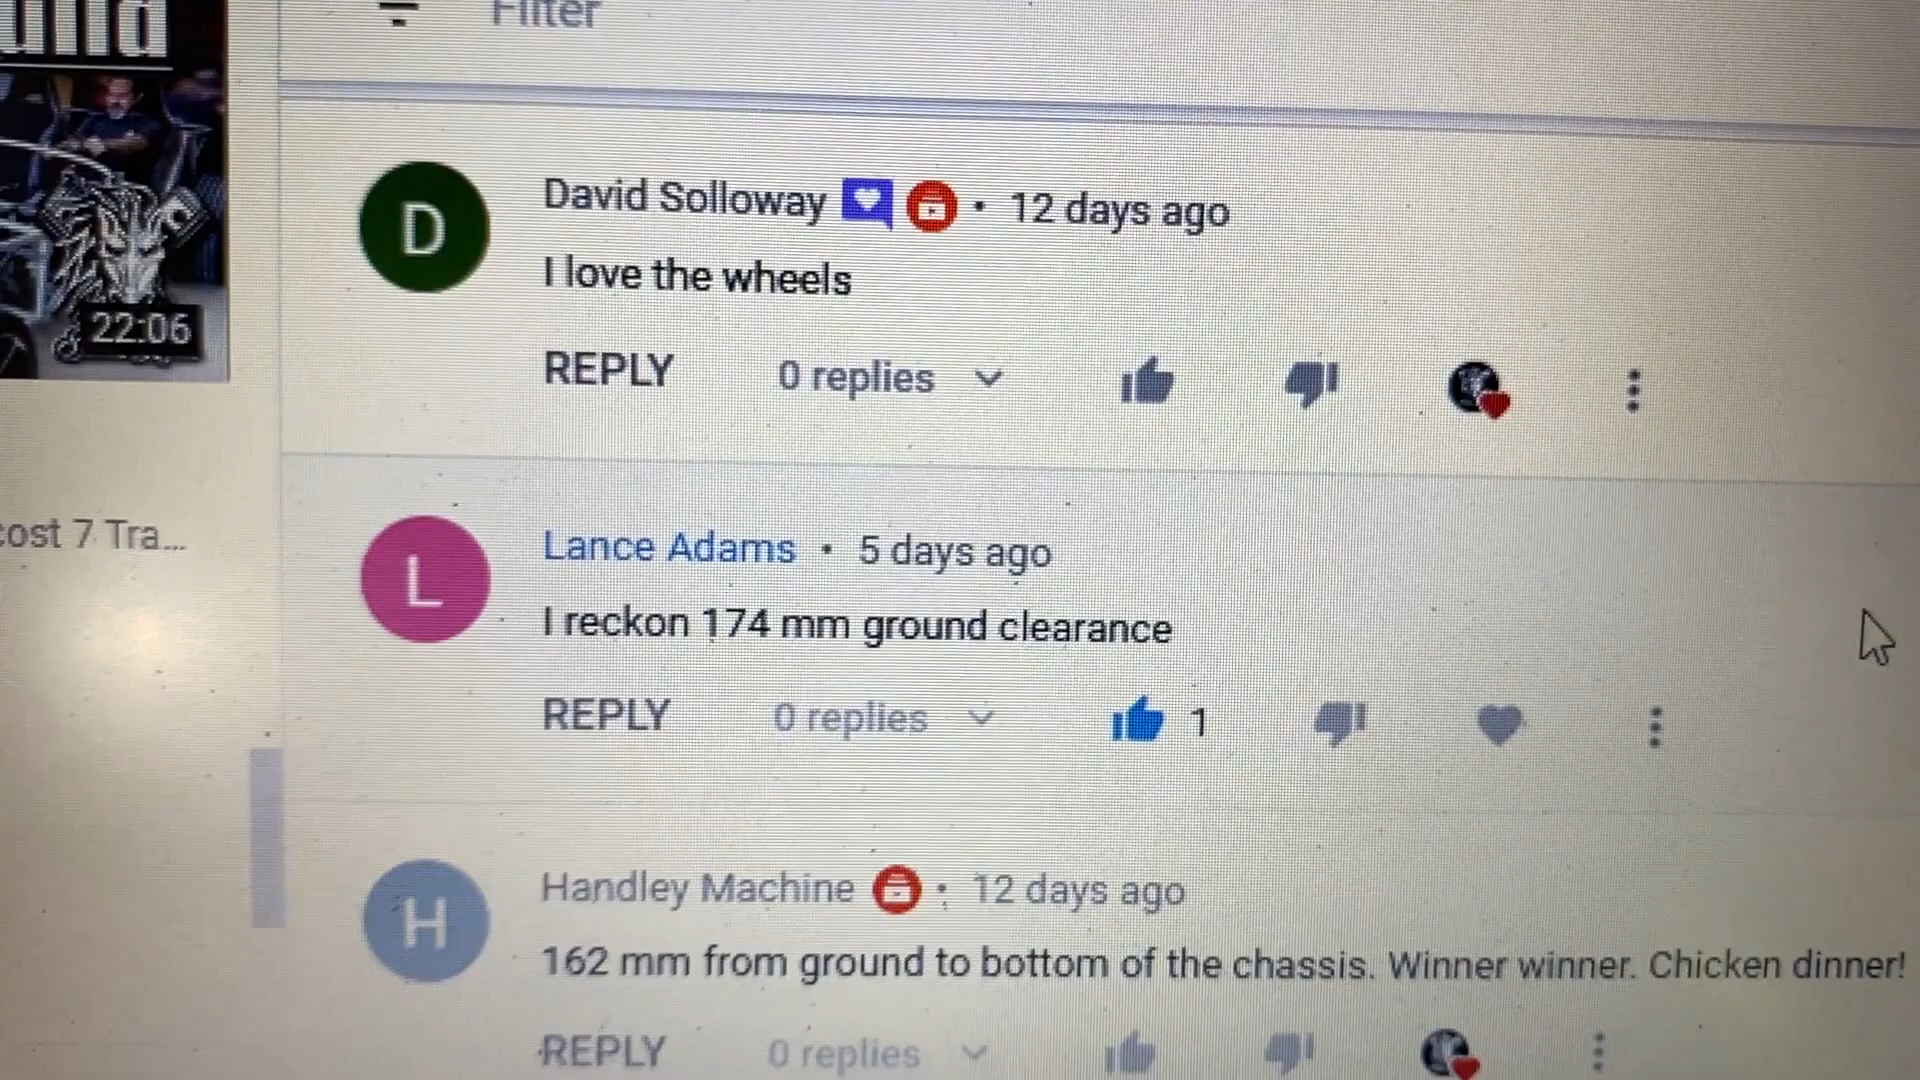 Filter
22:06
David Solloway • 12 days ago
D
I love the wheels
REPLY 0 replies
cost 7 Tra...
Lance Adams • 5 days ago
L
I reckon 174 mm ground clearance
REPLY 0 replies 1
Handley Machine • 12 days ago
H
162 mm from ground to bottom of the chassis. Winner winner. Chicken dinner!
REPLY 0 replies